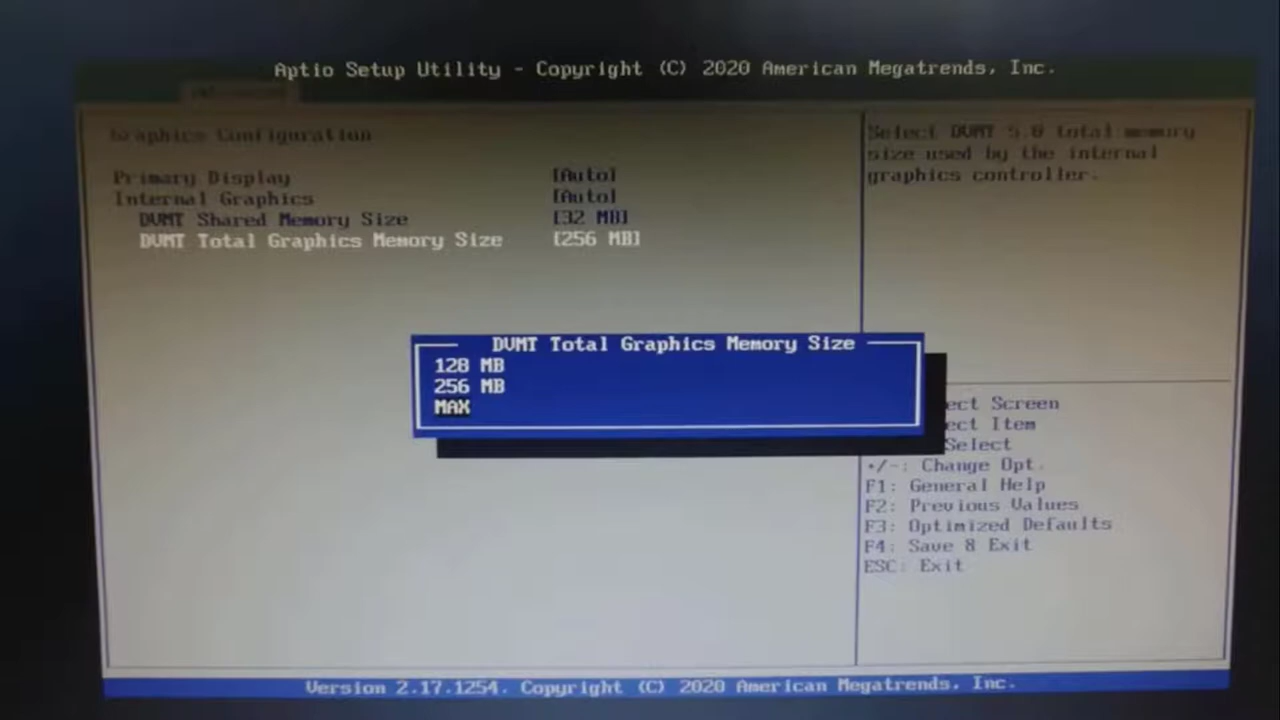 Aptio Setup Utility - Copyright (C) 2020 American Megatrends, Inc.
Advanced
Graphics Configuration
Primary Display [Auto]
Internal Graphics [Auto]
DVMT Shared Memory Size [32 MB]
DVMT Total Graphics Memory Size [256 MB]
Select DVMT 5.0 total memory
size used by the internal
graphics controller.
DVMT Total Graphics Memory Size
128 MB
256 MB
MAX
ect Screen
ect Item
Select
+/-: Change Opt.
F1: General Help
F2: Previous Values
F3: Optimized Defaults
F4: Save & Exit
ESC: Exit
Version 2.17.1254. Copyright (C) 2020 American Megatrends, Inc.